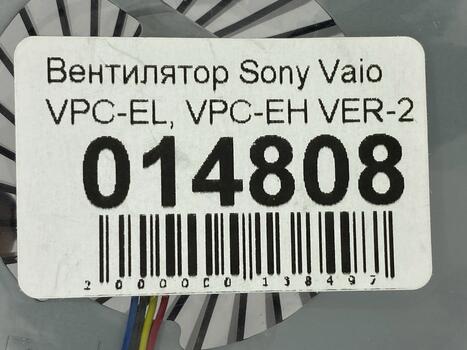 Вентилятор Sony Vaio
VPC-EL, VPC-EH VER-2
014808
2000000138497